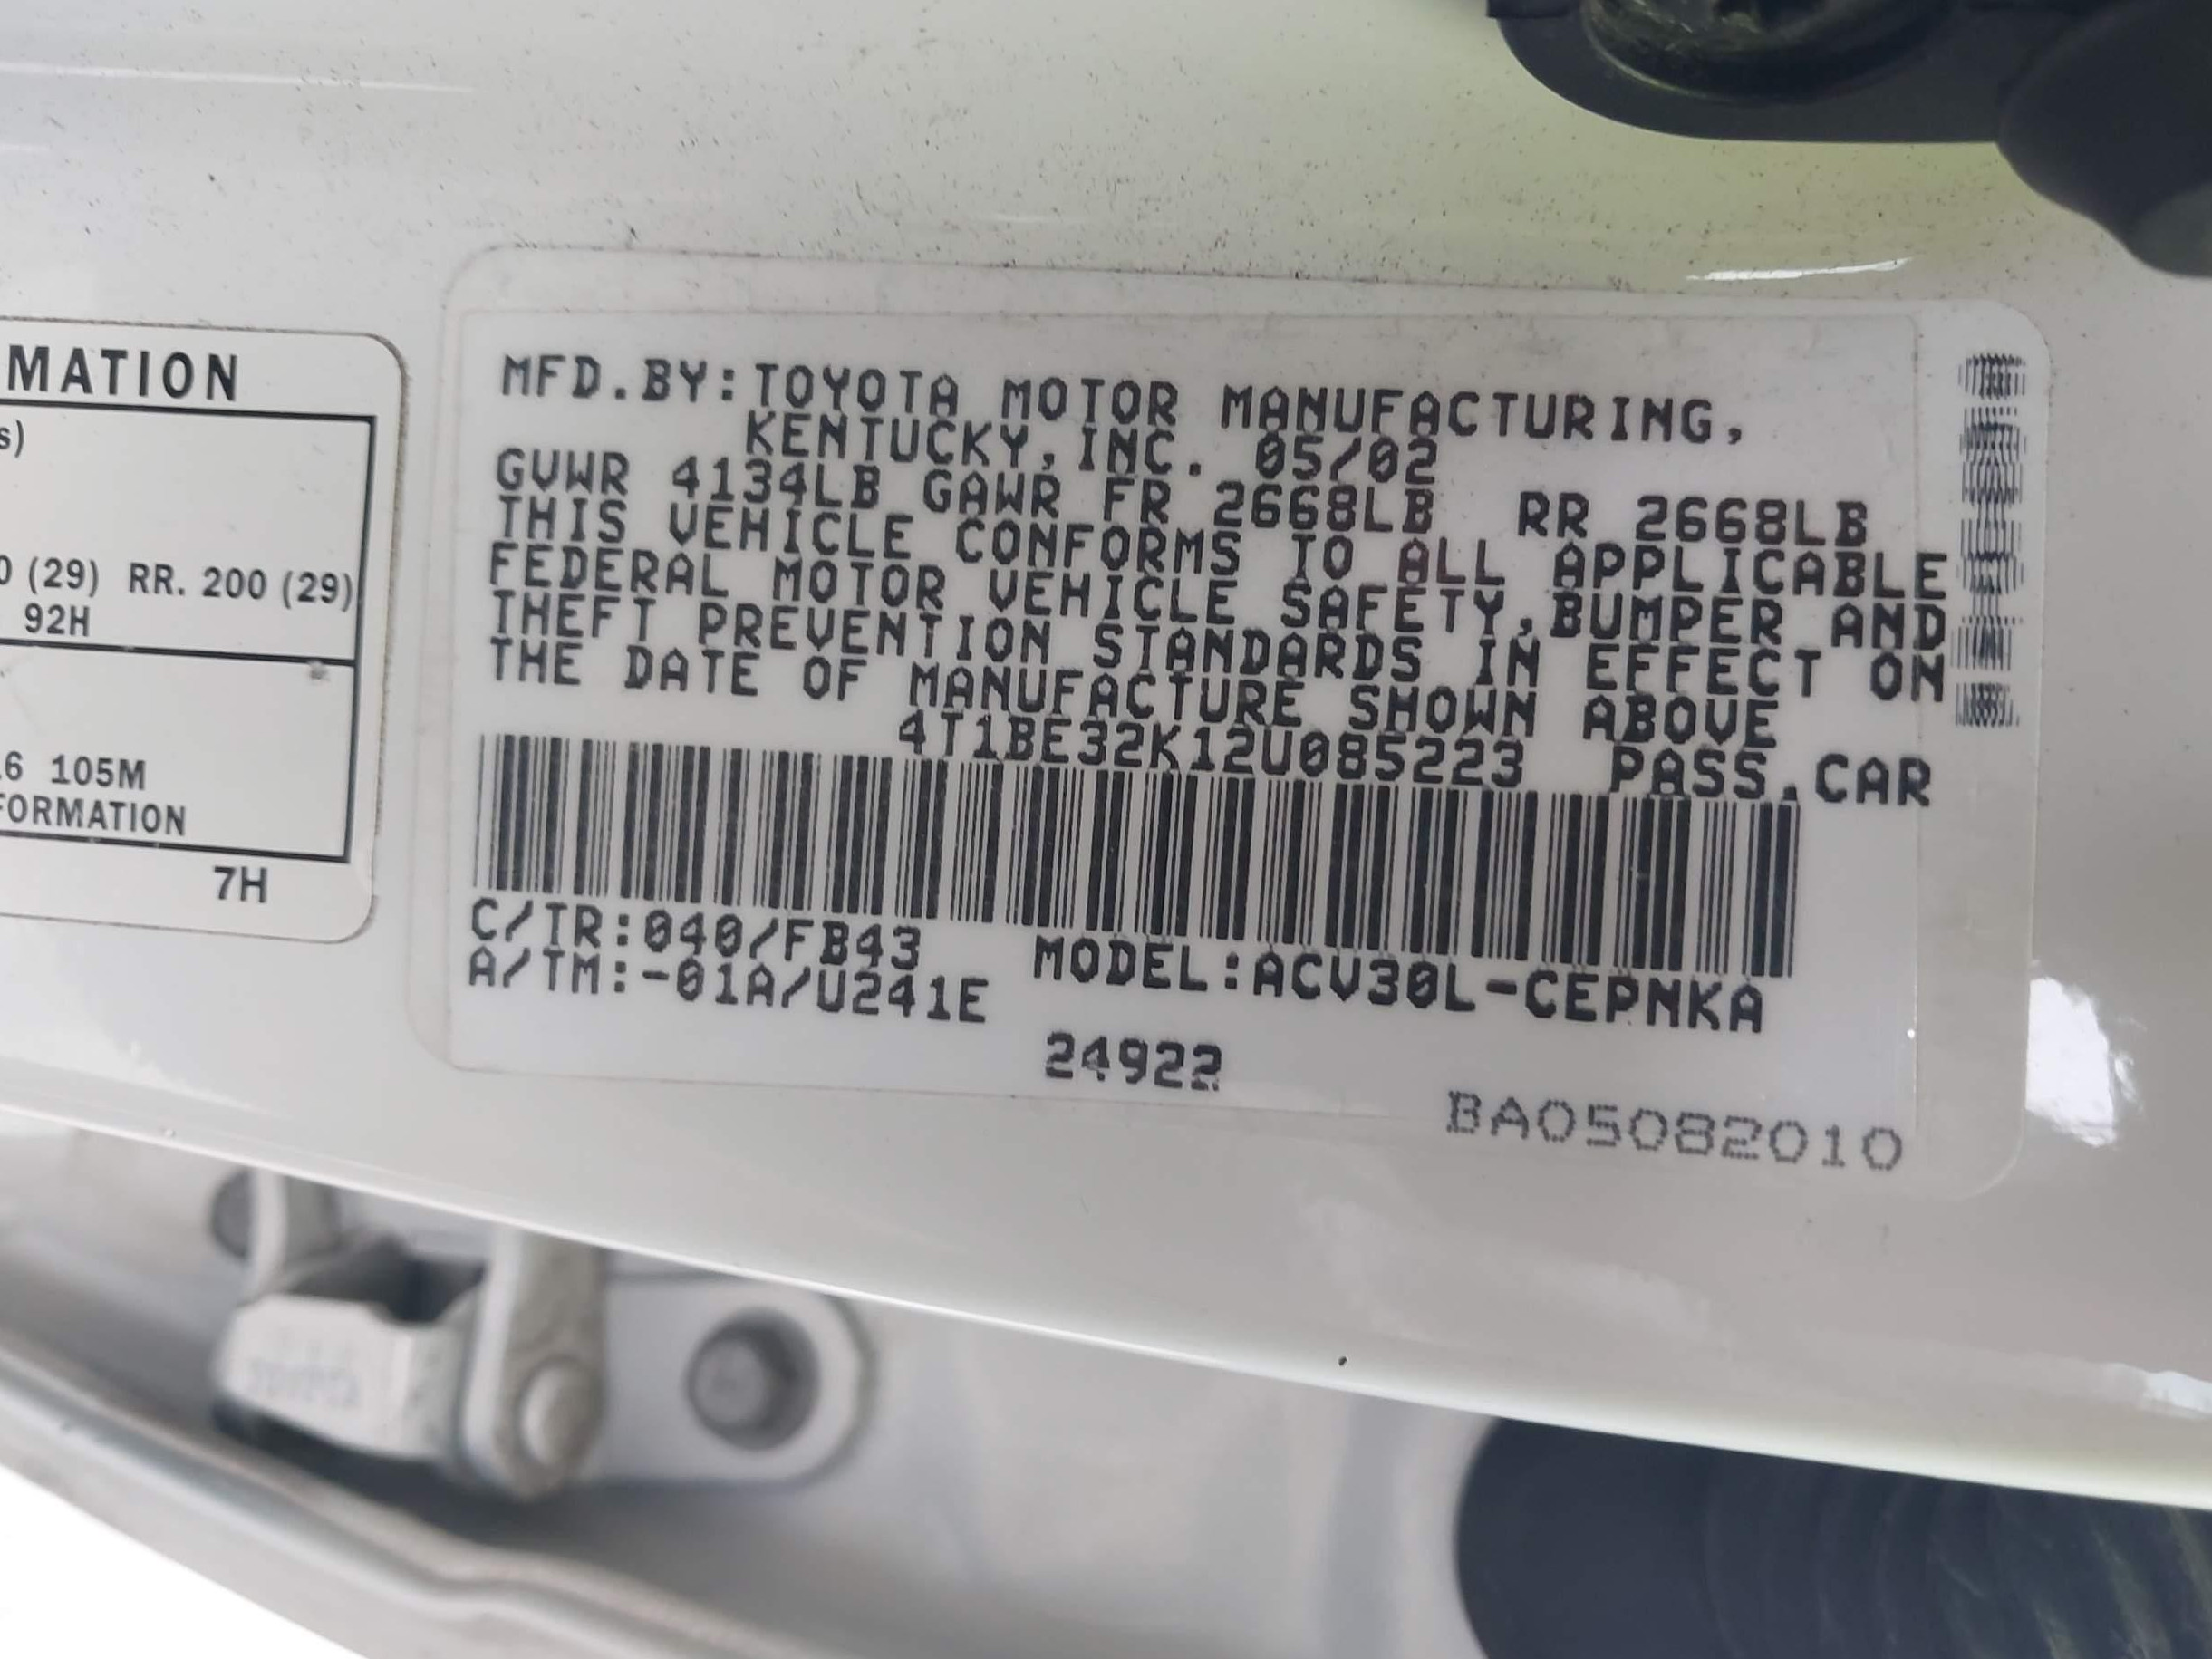 MATION
s)
0 (29) RR. 200 (29)
92H
.6 105M
FORMATION
7H
MFD.BY:TOYOTA MOTOR MANUFACTURING,
KENTUCKY,INC. 05/02
GVWR 4134LB GAWR FR 2668LB RR 2668LB
THIS VEHICLE CONFORMS TO ALL APPLICABLE
FEDERAL MOTOR VEHICLE SAFETY,BUMPER AND
THEFT PREVENTION STANDARDS IN EFFECT ON
THE DATE OF MANUFACTURE SHOWN ABOVE
4T1BE32K12U085223 PASS.CAR
C/TR:040/FB43 MODEL:ACV30L-CEPNKA
A/TM:-01A/U241E
24922
BA05082010